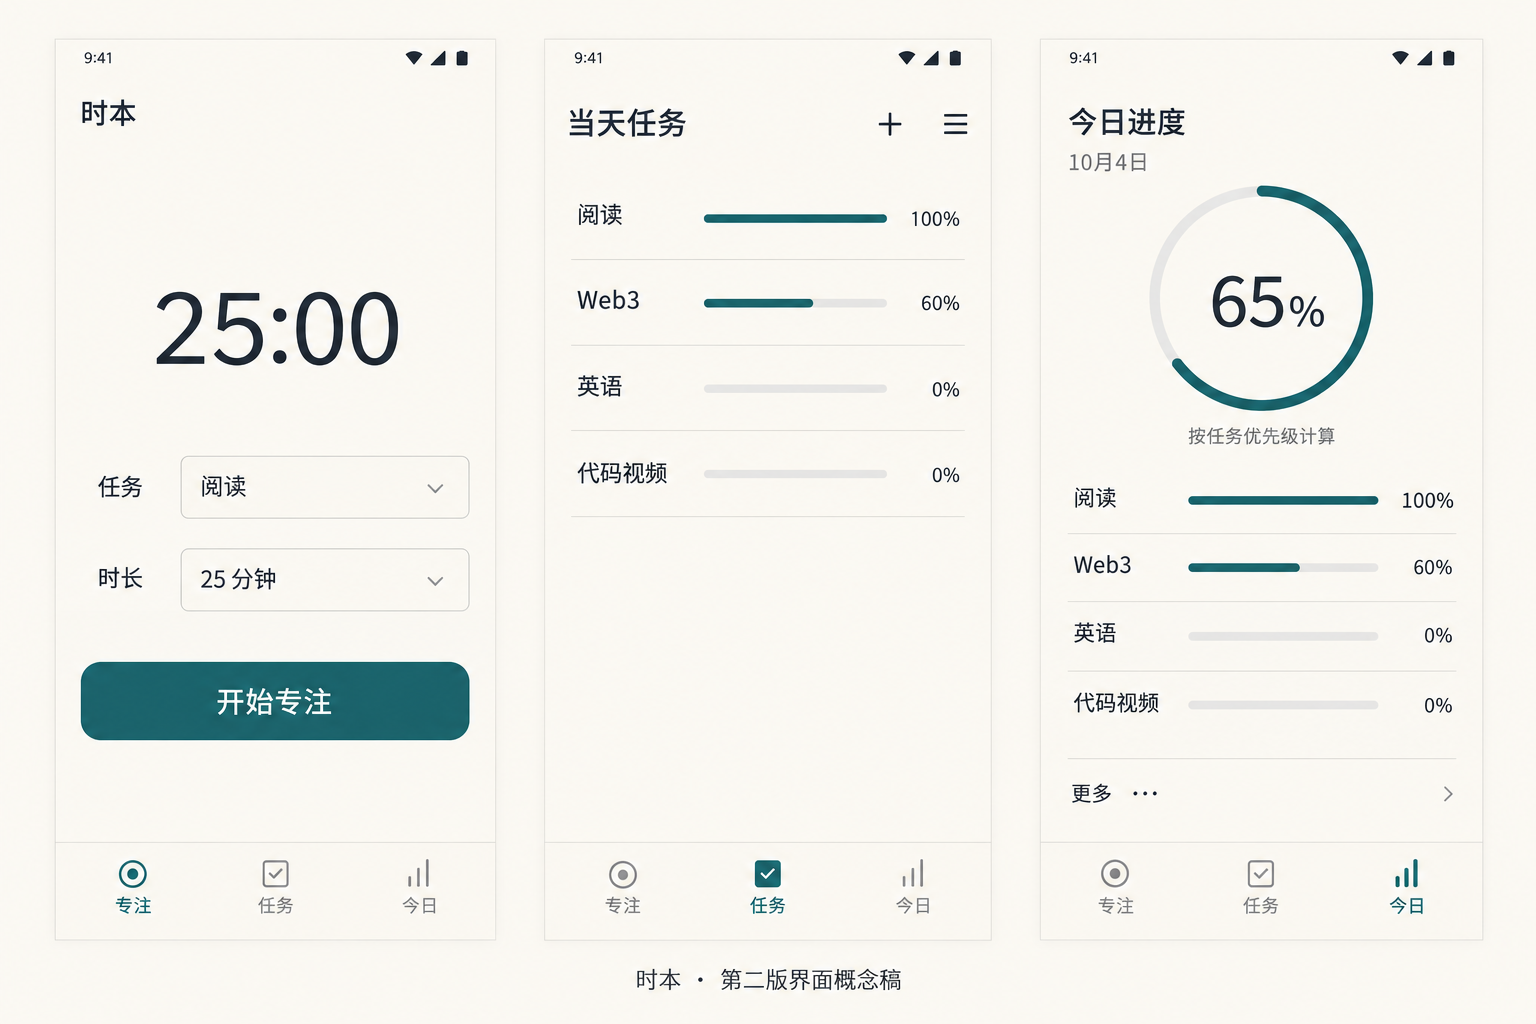 9:41
时本
25:00
任务 阅读
时长 25 分钟
开始专注
专注 任务 今日
9:41
当天任务
阅读 100%
Web3 60%
英语 0%
代码视频 0%
专注 任务 今日
9:41
今日进度
10月4日
65%
按任务优先级计算
阅读 100%
Web3 60%
英语 0%
代码视频 0%
更多 ···
专注 任务 今日
时本 · 第二版界面概念稿